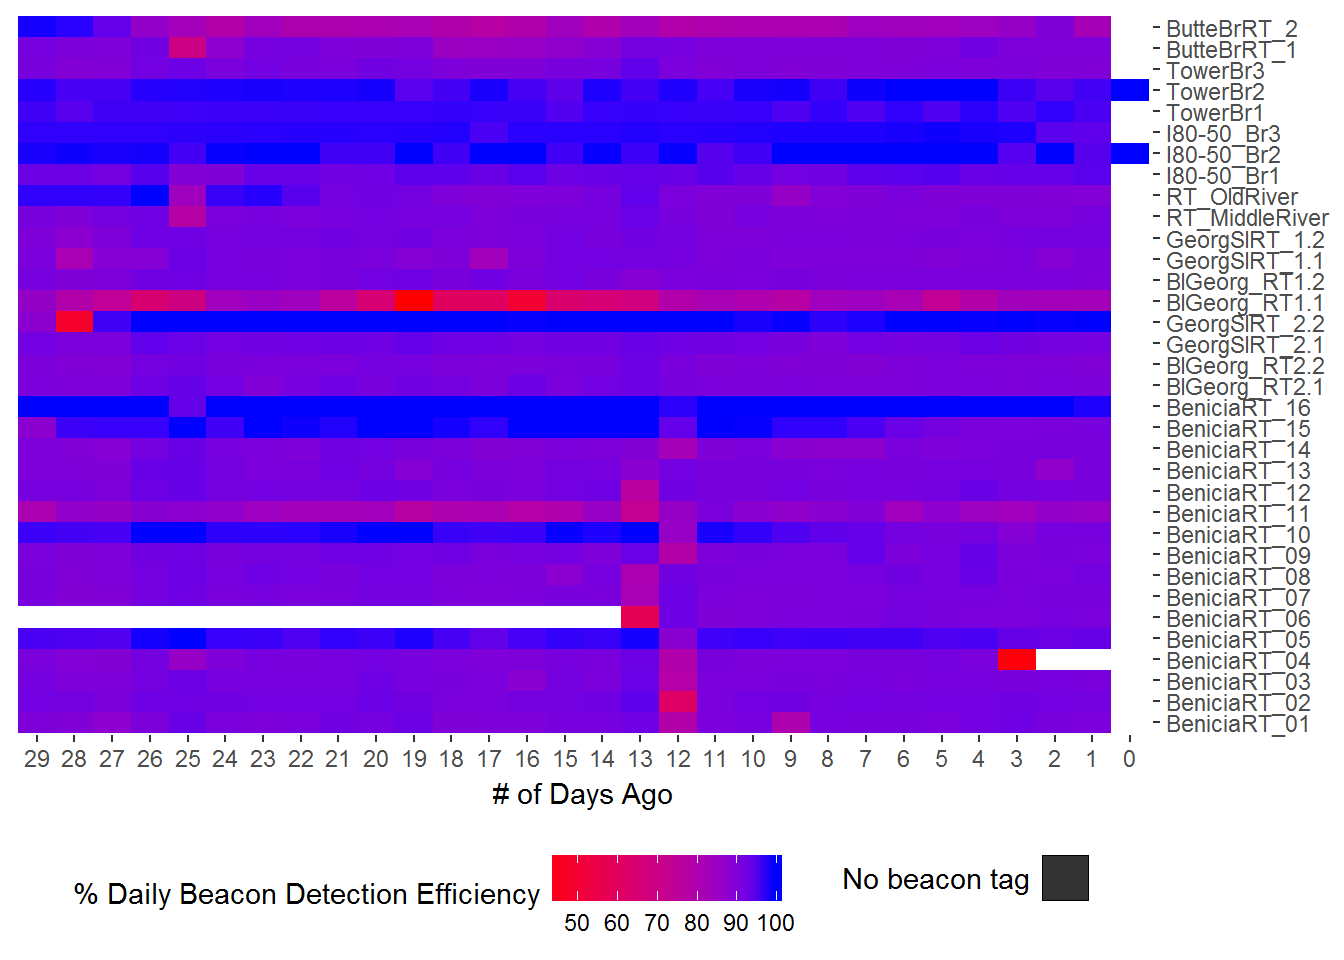 ButteBrRT_2
ButteBrRT_1
TowerBr3
TowerBr2
TowerBr1
I80-50_Br3
I80-50_Br2
I80-50_Br1
RT_OldRiver
RT_MiddleRiver
GeorgSlRT_1.2
GeorgSlRT_1.1
BlGeorg_RT1.2
BlGeorg_RT1.1
GeorgSlRT_2.2
GeorgSlRT_2.1
BlGeorg_RT2.2
BlGeorg_RT2.1
BeniciaRT_16
BeniciaRT_15
BeniciaRT_14
BeniciaRT_13
BeniciaRT_12
BeniciaRT_11
BeniciaRT_10
BeniciaRT_09
BeniciaRT_08
BeniciaRT_07
BeniciaRT_06
BeniciaRT_05
BeniciaRT_04
BeniciaRT_03
BeniciaRT_02
BeniciaRT_01
29 28 27 26 25 24 23 22 21 20 19 18 17 16 15 14 13 12 11 10 9 8 7 6 5 4 3 2 1 0
# of Days Ago
% Daily Beacon Detection Efficiency
50 60 70 80 90 100
No beacon tag